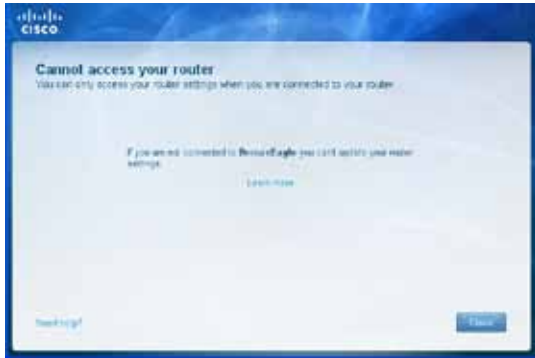 CISCO
Cannot access your router
You can only access your router settings when you are connected to your router.
If you are not connected to you can't update your router
settings.
Learn more
Need help?
Close